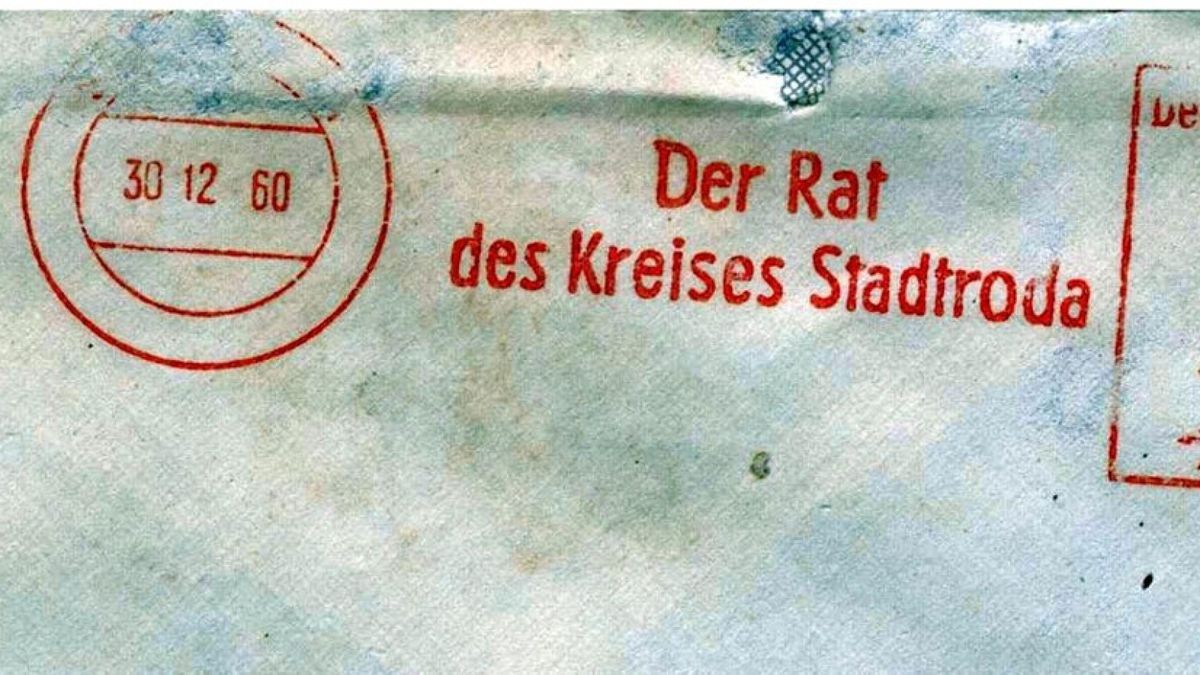 30 12 60
Der Rat
des Kreises Stadtroda